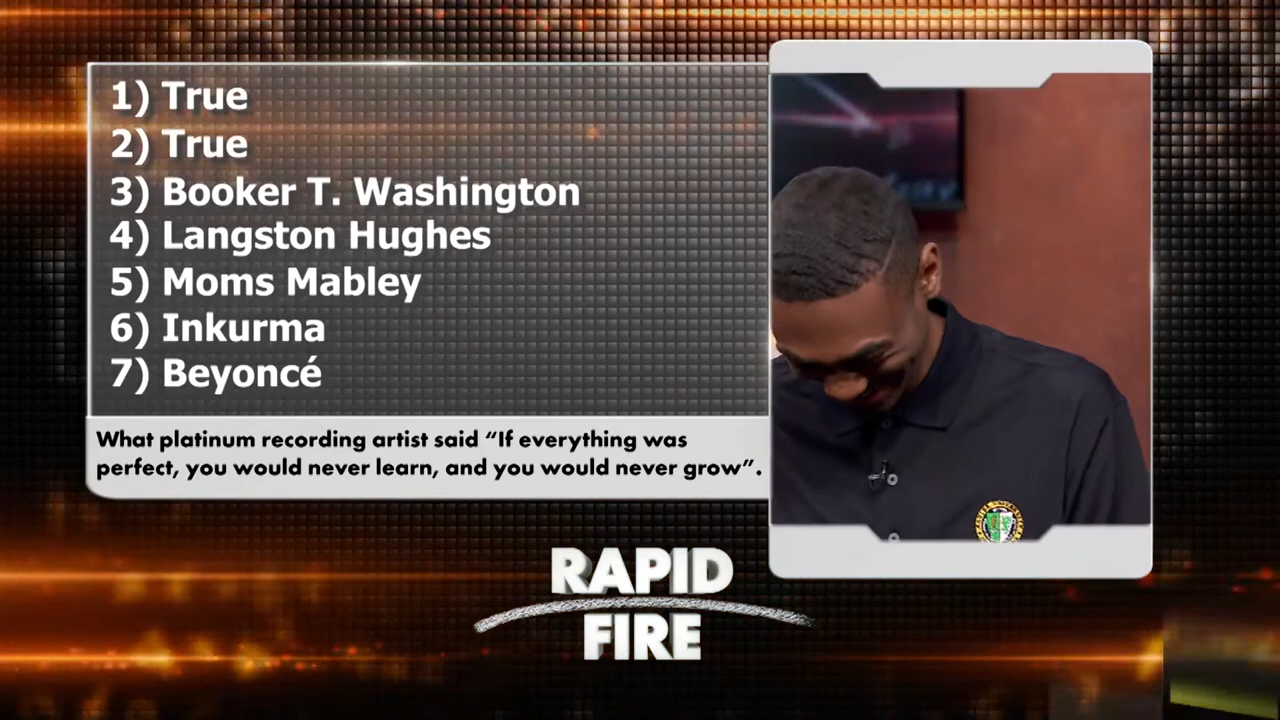 1) True
2) True
3) Booker T. Washington
4) Langston Hughes
5) Moms Mabley
6) Inkurma
7) Beyoncé
What platinum recording artist said “If everything was
perfect, you would never learn, and you would never grow”.
RAPID
FIRE